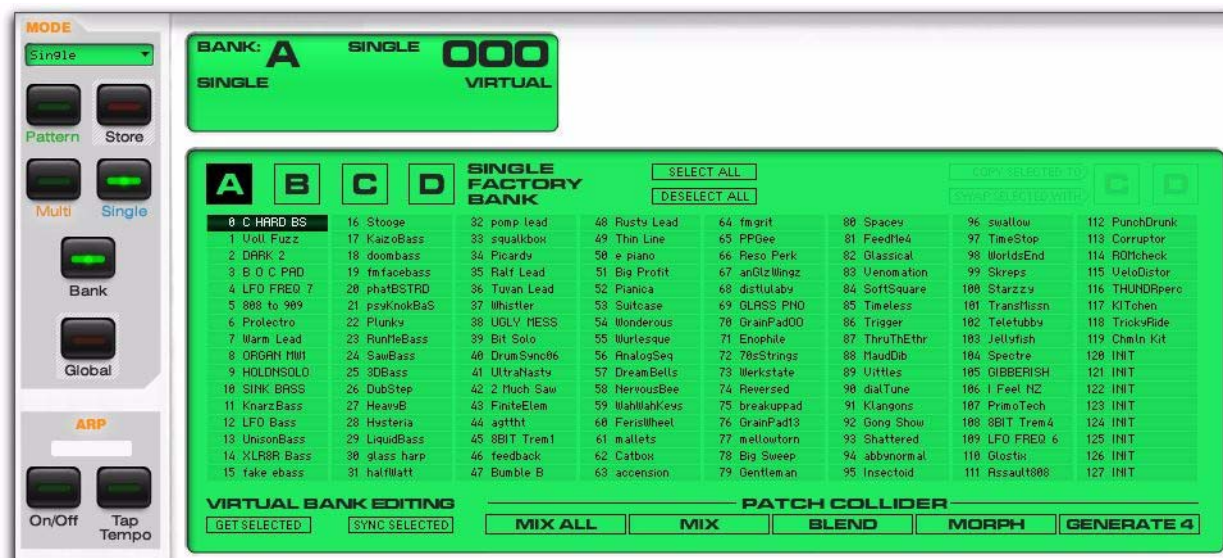 MODE
Single
Pattern Store
Multi Single
Bank
Global
ARP
On/Off Tap Tempo
BANK: A SINGLE 000
SINGLE VIRTUAL
A B C D SINGLE FACTORY BANK
SELECT ALL
DESELECT ALL
COPY SELECTED TO
SWAP SELECTED WITH
C D
0 C HARD BS 16 Stooge 32 pomp lead 48 Rusty Lead 64 fmgrit 80 Spacey 96 swallow 112 PunchDrunk
1 Voll Fuzz 17 KaizoBass 33 squalkbox 49 Thin Line 65 PPGee 81 FeedMe4 97 TimeStop 113 Corruptor
2 DARK 2 18 doombass 34 Picardy 50 e piano 66 Reso Perk 82 Glassical 98 WorldsEnd 114 ROMcheck
3 B O C PAD 19 fmfacebass 35 Ralf Lead 51 Big Profit 67 anGlzWingz 83 Venomation 99 Skreps 115 VeloDistor
4 LFO FREQ 7 20 phatBSTRD 36 Tuvan Lead 52 Pianica 68 distlulaby 84 SoftSquare 100 Starzzy 116 THUNDRperc
5 808 to 909 21 psyKnokBaS 37 Whistler 53 Suitcase 69 GLASS PNO 85 Timeless 101 TransMissn 117 KITchen
6 Prolectro 22 Plunky 38 UGLY MESS 54 Wonderous 70 GrainPad00 86 Trigger 102 Teletubby 118 TrickyRide
7 Warm Lead 23 RunMeBass 39 Bit Solo 55 Wurlesque 71 Enophile 87 ThruThEthr 103 Jellyfish 119 Chmln Kit
8 ORGAN MW1 24 SawBass 40 DrumSync06 56 AnalogSeq 72 70sStrings 88 MaudDib 104 Spectre 120 INIT
9 HOLDNSOLO 25 3DBass 41 UltraNasty 57 DreamBells 73 Werkstate 89 Vittles 105 GIBBERISH 121 INIT
10 SINK BASS 26 DubStep 42 2 Much Saw 58 NervousBee 74 Reversed 90 dialTune 106 I Feel NZ 122 INIT
11 KnarzBass 27 HeavyB 43 FiniteElem 59 WahWahKeys 75 breakuppad 91 Klangons 107 PrimoTech 123 INIT
12 LFO Bass 28 Hysteria 44 agttht 60 FerisWheel 76 GrainPad13 92 Gong Show 108 8BIT Trem4 124 INIT
13 UnisonBass 29 LiquidBass 45 8BIT Trem1 61 mallets 77 mellowtorn 93 Shattered 109 LFO FREQ 6 125 INIT
14 XLR8R Bass 30 glass harp 46 feedback 62 Catbox 78 Big Sweep 94 abbynormal 110 Glostix 126 INIT
15 fake ebass 31 halfWatt 47 Bumble B 63 accension 79 Gentleman 95 Insectoid 111 Assault808 127 INIT
VIRTUAL BANK EDITING PATCH COLLIDER
GET SELECTED SYNC SELECTED MIX ALL MIX BLEND MORPH GENERATE 4